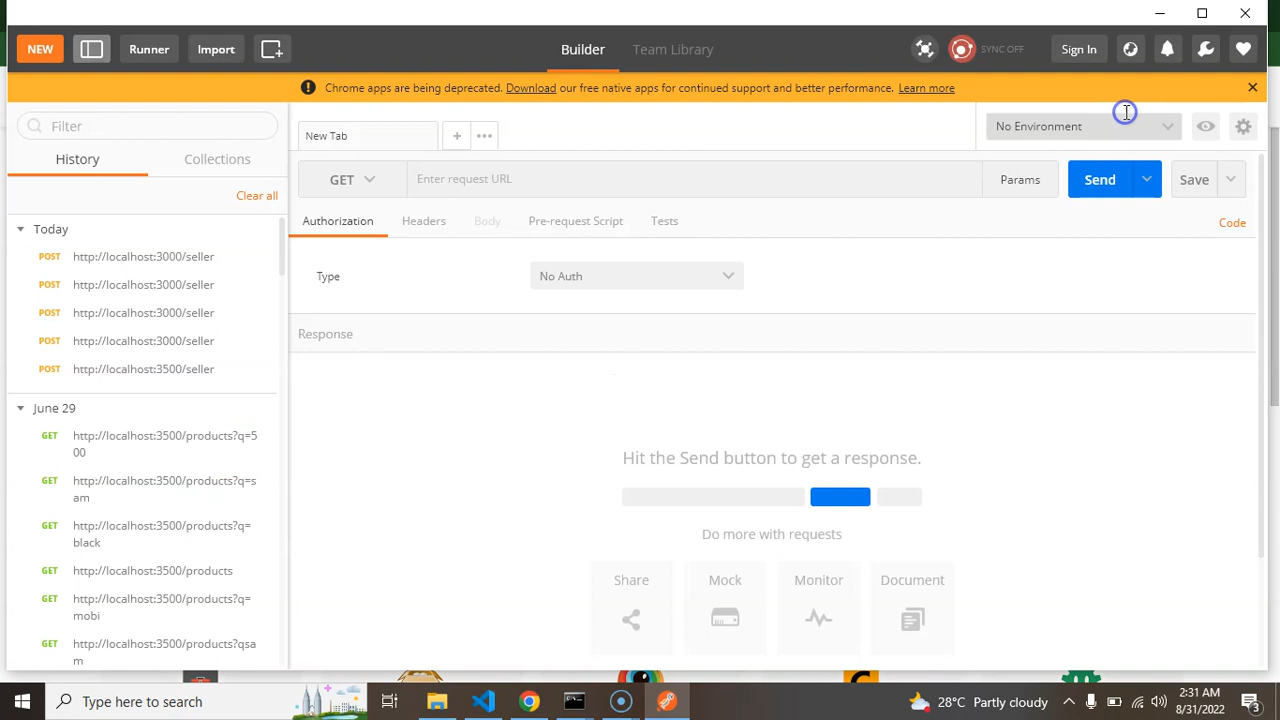 NEW
Runner
Import
Builder
Team Library
SYNC OFF
Sign In
Chrome apps are being deprecated. Download our free native apps for continued support and better performance. Learn more
Filter
History
Collections
Clear all
Today
POST http://localhost:3000/seller
POST http://localhost:3000/seller
POST http://localhost:3000/seller
POST http://localhost:3000/seller
POST http://localhost:3500/seller
June 29
GET http://localhost:3500/products?q=5
00
GET http://localhost:3500/products?q=s
am
GET http://localhost:3500/products?q=
black
GET http://localhost:3500/products
GET http://localhost:3500/products?q=
mobi
GET http://localhost:3500/products?qsa
m
New Tab
No Environment
GET
Enter request URL
Params
Send
Save
Authorization
Headers
Body
Pre-request Script
Tests
Code
Type
No Auth
Response
Hit the Send button to get a response.
Do more with requests
Share
Mock
Monitor
Document
Type here to search
28°C Partly cloudy
2:31 AM
8/31/2022
3